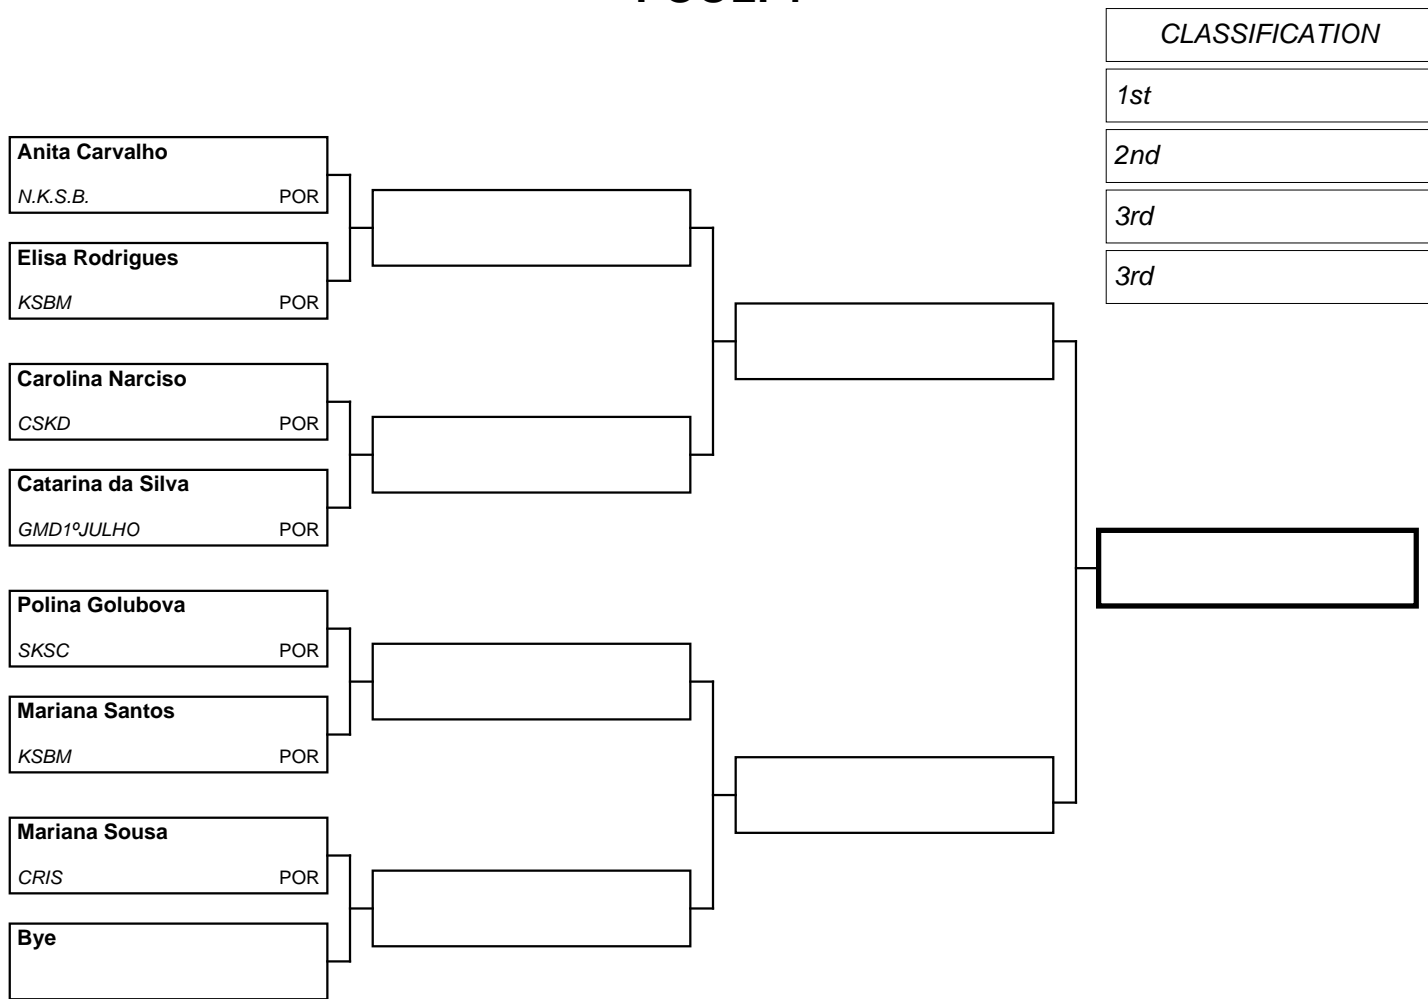 CLASSIFICATION
1st
2nd
3rd
3rd
Anita Carvalho
N.K.S.B. POR
Elisa Rodrigues
KSBM POR
Carolina Narciso
CSKD POR
Catarina da Silva
GMD1ºJULHO POR
Polina Golubova
SKSC POR
Mariana Santos
KSBM POR
Mariana Sousa
CRIS POR
Bye